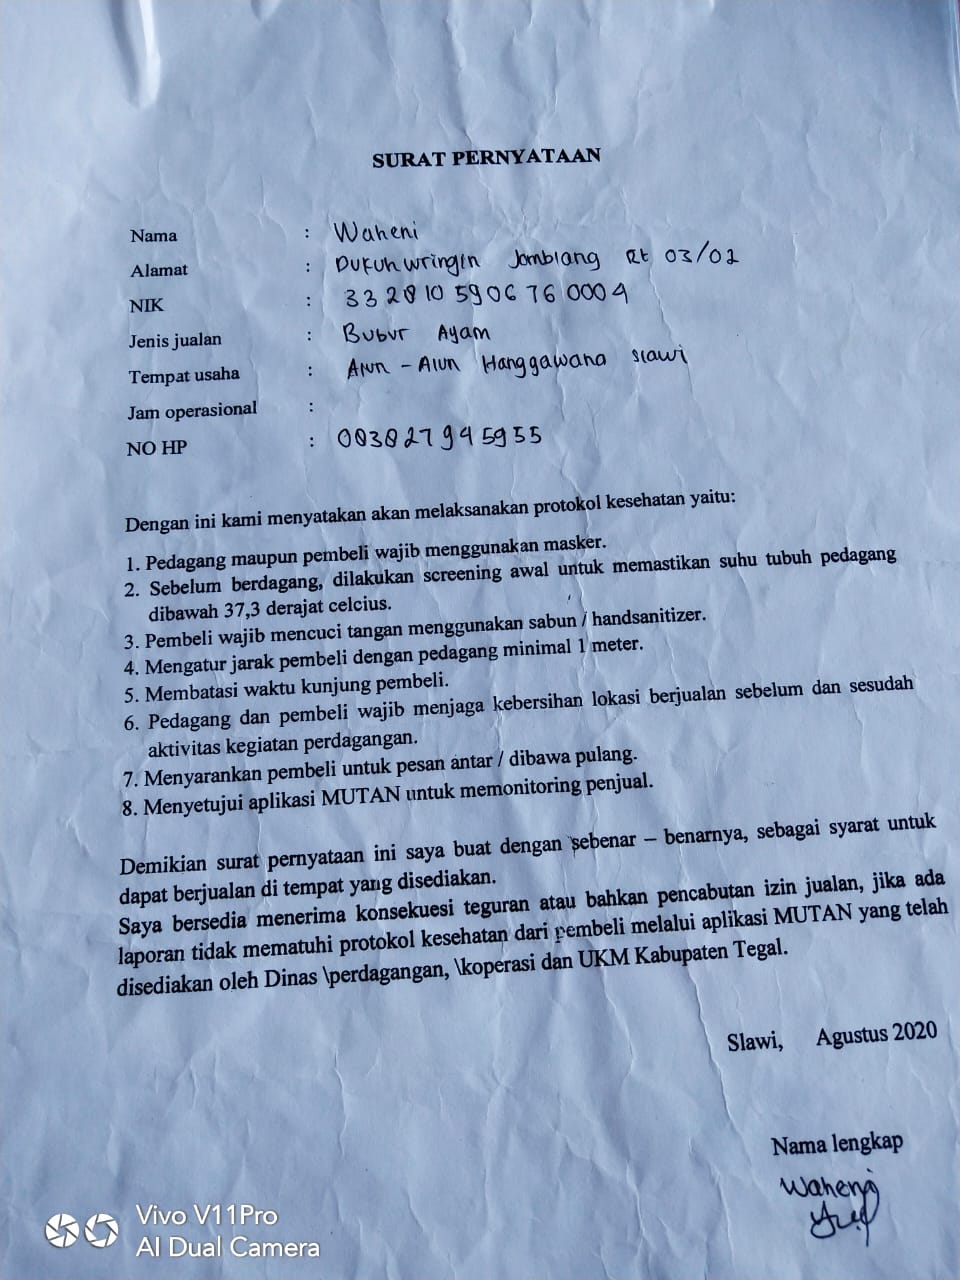 SURAT PERNYATAAN
Nama : Waheni
Alamat : Dukuhwringin Jomblang Rt 03/02
NIK : 3328105906760004
Jenis jualan : Bubur Ayam
Tempat usaha : Alun - Alun Hanggawana Slawi
Jam operasional :
NO HP : 083827945955
Dengan ini kami menyatakan akan melaksanakan protokol kesehatan yaitu:
1. Pedagang maupun pembeli wajib menggunakan masker.
2. Sebelum berdagang, dilakukan screening awal untuk memastikan suhu tubuh pedagang
dibawah 37,3 derajat celcius.
3. Pembeli wajib mencuci tangan menggunakan sabun / handsanitizer.
4. Mengatur jarak pembeli dengan pedagang minimal 1 meter.
5. Membatasi waktu kunjung pembeli.
6. Pedagang dan pembeli wajib menjaga kebersihan lokasi berjualan sebelum dan sesudah
aktivitas kegiatan perdagangan.
7. Menyarankan pembeli untuk pesan antar / dibawa pulang.
8. Menyetujui aplikasi MUTAN untuk memonitoring penjual.
Demikian surat pernyataan ini saya buat dengan sebenar – benarnya, sebagai syarat untuk
dapat berjualan di tempat yang disediakan.
Saya bersedia menerima konsekuesi teguran atau bahkan pencabutan izin jualan, jika ada
laporan tidak mematuhi protokol kesehatan dari pembeli melalui aplikasi MUTAN yang telah
disediakan oleh Dinas \perdagangan, \koperasi dan UKM Kabupaten Tegal.
Slawi, Agustus 2020
Nama lengkap
Waheni
Vivo V11Pro
AI Dual Camera